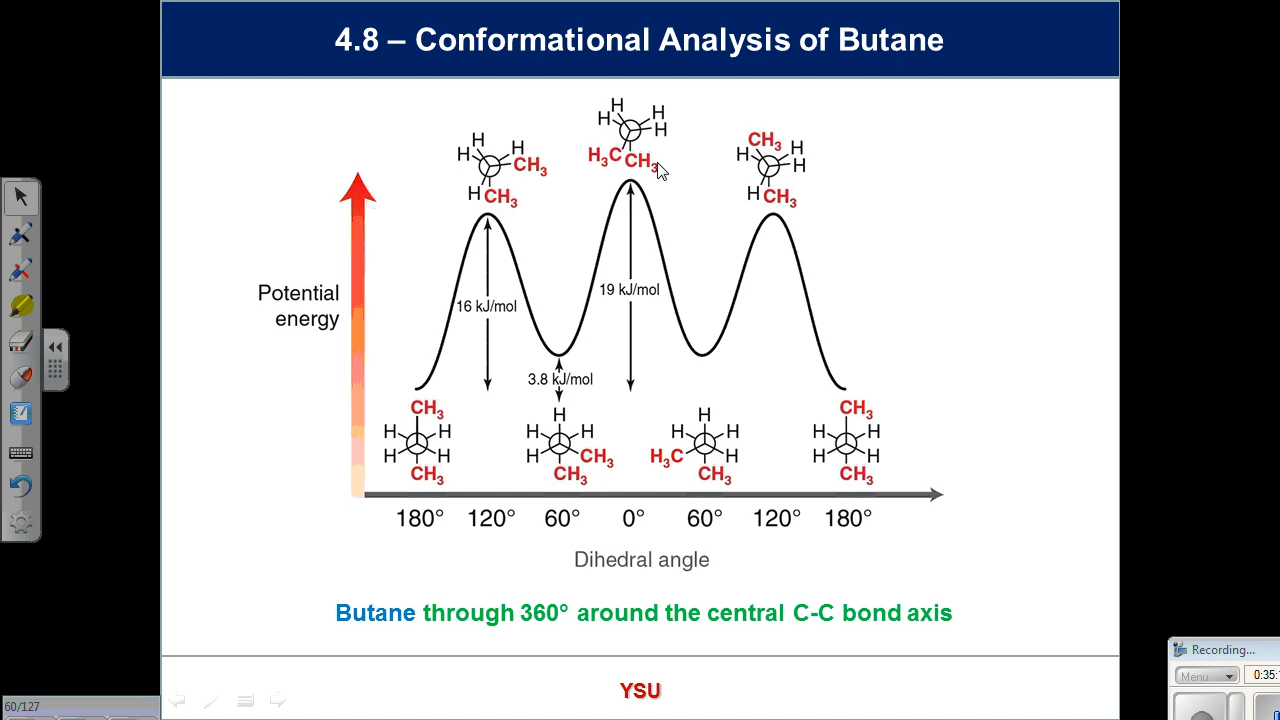 4.8 – Conformational Analysis of Butane
H H H H H₃C CH₃
H H H CH₃ H CH₃
CH₃ H H H H CH₃
Potential
energy
16 kJ/mol
19 kJ/mol
3.8 kJ/mol
CH₃ H H H H CH₃
H H H H CH₃ CH₃
H H H H₃C H CH₃
CH₃ H H H H CH₃
180° 120° 60° 0° 60° 120° 180°
Dihedral angle
Butane through 360° around the central C-C bond axis
YSU
60/127
Recording...
Menu